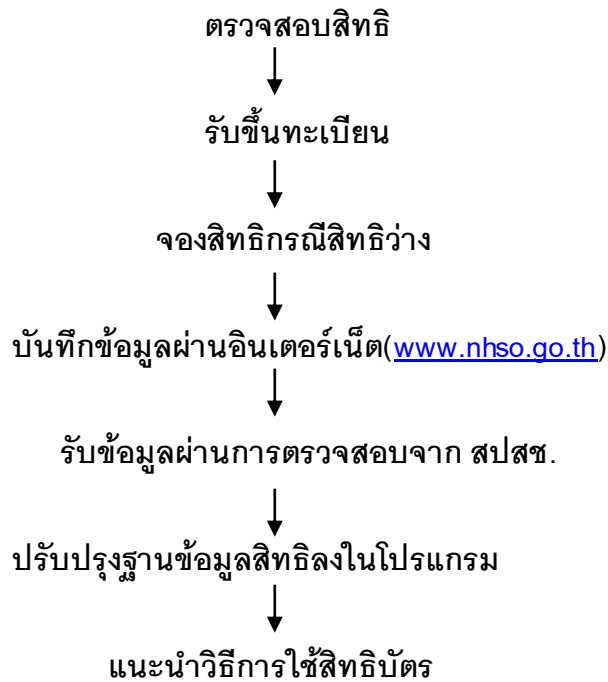 ตรวจสอบสิทธิ
รับขึ้นทะเบียน
จองสิทธิกรณีสิทธิว่าง
บันทึกข้อมูลผ่านอินเตอร์เน็ต(www.nhso.go.th)
รับข้อมูลผ่านการตรวจสอบจาก สปสช.
ปรับปรุงฐานข้อมูลสิทธิลงในโปรแกรม
แนะนำวิธีการใช้สิทธิบัตร